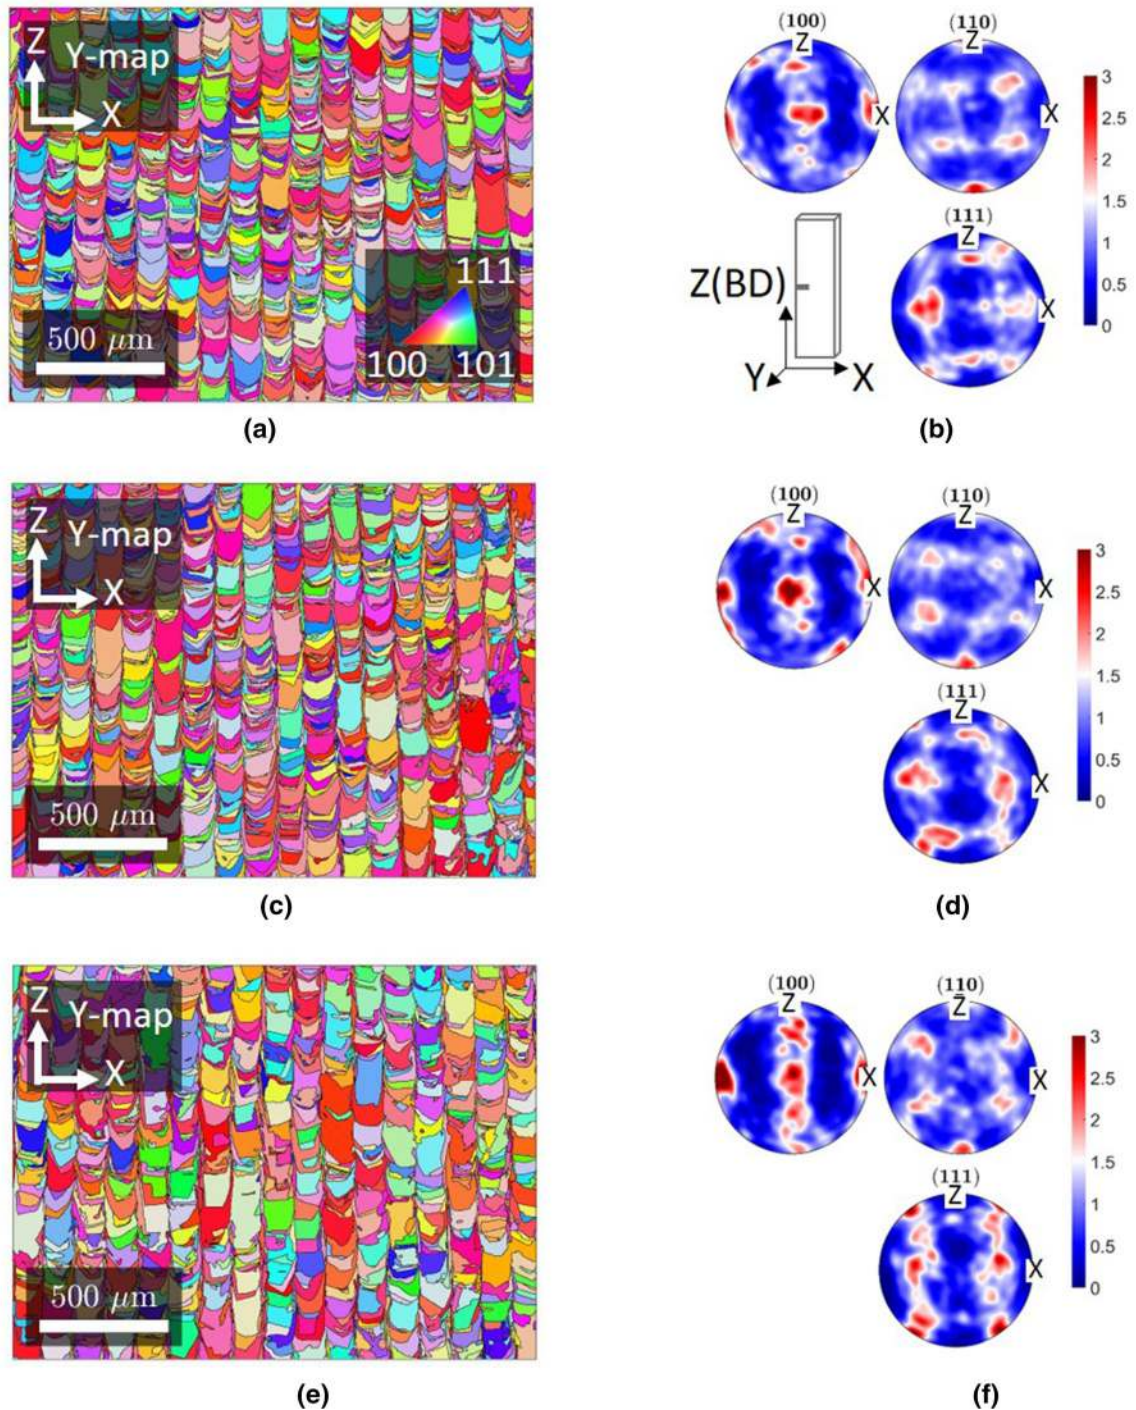 Z Y-map
X
111
500 μm
100 101
(a)
(100)
Z
X
(110)
Z
X
3
2.5
2
1.5
1
0.5
0
(111)
Z
X
Z(BD)
Y X
(b)
Z Y-map
X
500 μm
(c)
(100)
Z
X
(110)
Z
X
3
2.5
2
1.5
1
0.5
0
(111)
Z
X
(d)
Z Y-map
X
500 μm
(e)
(100)
Z
X
(110)
Z
X
3
2.5
2
1.5
1
0.5
0
(111)
Z
X
(f)